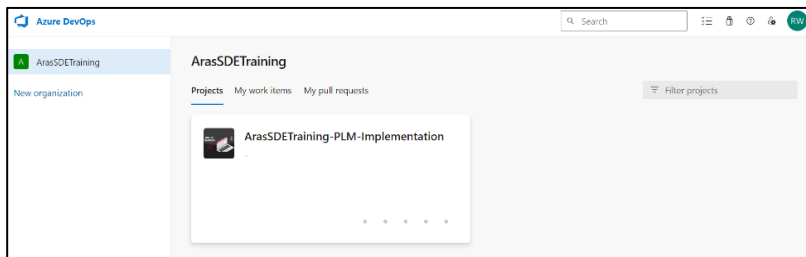 Azure DevOps
Search
RW
A ArasSDETraining
New organization
ArasSDETraining
Projects My work items My pull requests
Filter projects
ArasSDETraining-PLM-Implementation